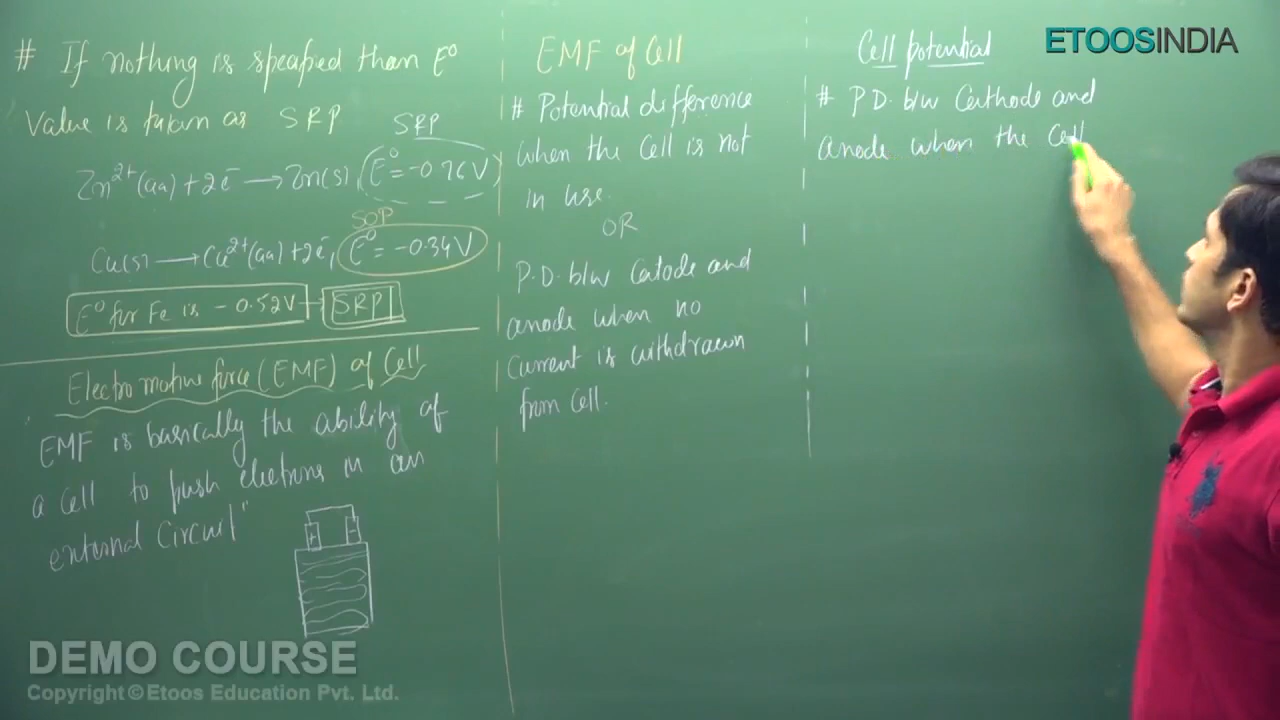 # If nothing is specified than E°
Value is taken as SRP
SRP
Zn²⁺(aq) + 2e⁻ → Zn(s), E° = -0.76V
SOP
Cu(s) → Cu²⁺(aq) + 2e⁻, E° = -0.34V
E° for Fe is -0.52V → SRP
Electro motive force (EMF) of Cell
EMF is basically the ability of
a cell to push electrons in an
external circuit"
+ -
EMF of Cell
# Potential difference
when the cell is not
in use.
OR
P.D. b/w Catode and
anode when no
current is withdrawn
from cell.
Cell potential
# P.D. b/w Cathode and
anode when the Cell
ETOOSINDIA
DEMO COURSE
Copyright © Etoos Education Pvt. Ltd.